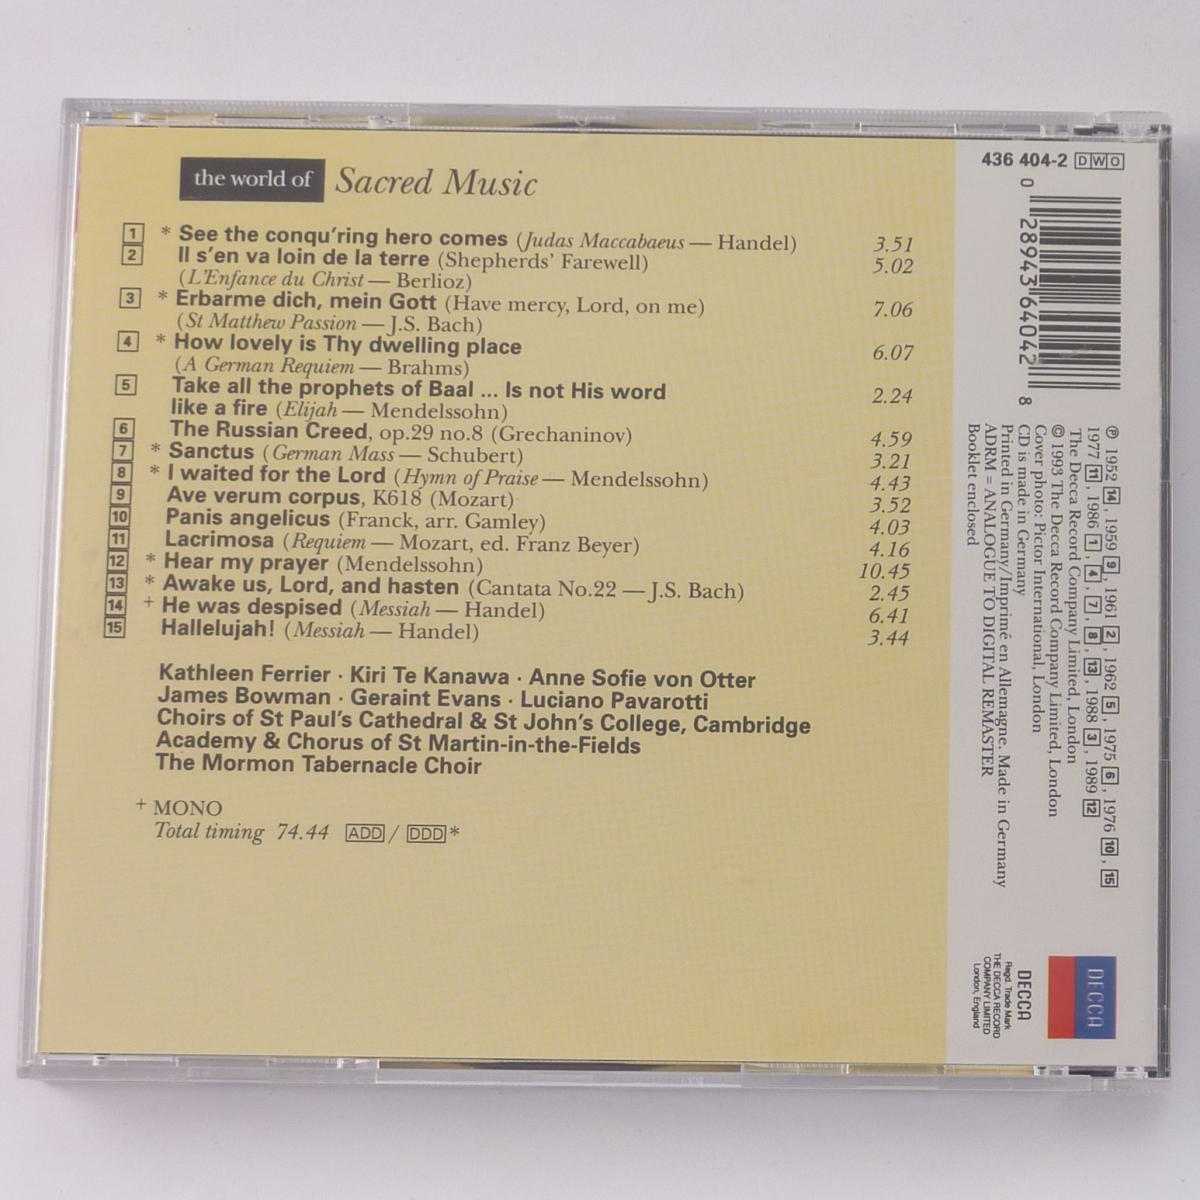 the world of Sacred Music
1 * See the conqu'ring hero comes (Judas Maccabaeus — Handel) 3.51
2 Il s'en va loin de la terre (Shepherds' Farewell) 5.02
(L'Enfance du Christ — Berlioz)
3 * Erbarme dich, mein Gott (Have mercy, Lord, on me) 7.06
(St Matthew Passion — J.S. Bach)
4 * How lovely is Thy dwelling place 6.07
(A German Requiem — Brahms)
5 Take all the prophets of Baal ... Is not His word 2.24
like a fire (Elijah — Mendelssohn)
6 The Russian Creed, op.29 no.8 (Grechaninov) 4.59
7 * Sanctus (German Mass — Schubert) 3.21
8 * I waited for the Lord (Hymn of Praise — Mendelssohn) 4.43
9 Ave verum corpus, K618 (Mozart) 3.52
10 Panis angelicus (Franck, arr. Gamley) 4.03
11 Lacrimosa (Requiem — Mozart, ed. Franz Beyer) 4.16
12 * Hear my prayer (Mendelssohn) 10.45
13 * Awake us, Lord, and hasten (Cantata No.22 — J.S. Bach) 2.45
14 + He was despised (Messiah — Handel) 6.41
15 Hallelujah! (Messiah — Handel) 3.44
Kathleen Ferrier · Kiri Te Kanawa · Anne Sofie von Otter
James Bowman · Geraint Evans · Luciano Pavarotti
Choirs of St Paul's Cathedral & St John's College, Cambridge
Academy & Chorus of St Martin-in-the-Fields
The Mormon Tabernacle Choir
+ MONO
Total timing 74.44 ADD / DDD *
436 404-2 DWO
0 28943 64042 8
℗ 1952 14, 1959 9, 1961 2, 1962 5, 1975 6, 1976 10, 15
1977 11, 1986 1, 4, 7, 8, 13, 1988 3, 1989 12
The Decca Record Company Limited, London
© 1993 The Decca Record Company Limited, London
Cover photo: Pictor International, London
CD is made in Germany
Printed in Germany/Imprimé en Allemagne. Made in Germany
ADRM = ANALOGUE TO DIGITAL REMASTER
Booklet enclosed
DECCA
DECCA
Regd. Trade Mark
THE DECCA RECORD
COMPANY LIMITED
London, England